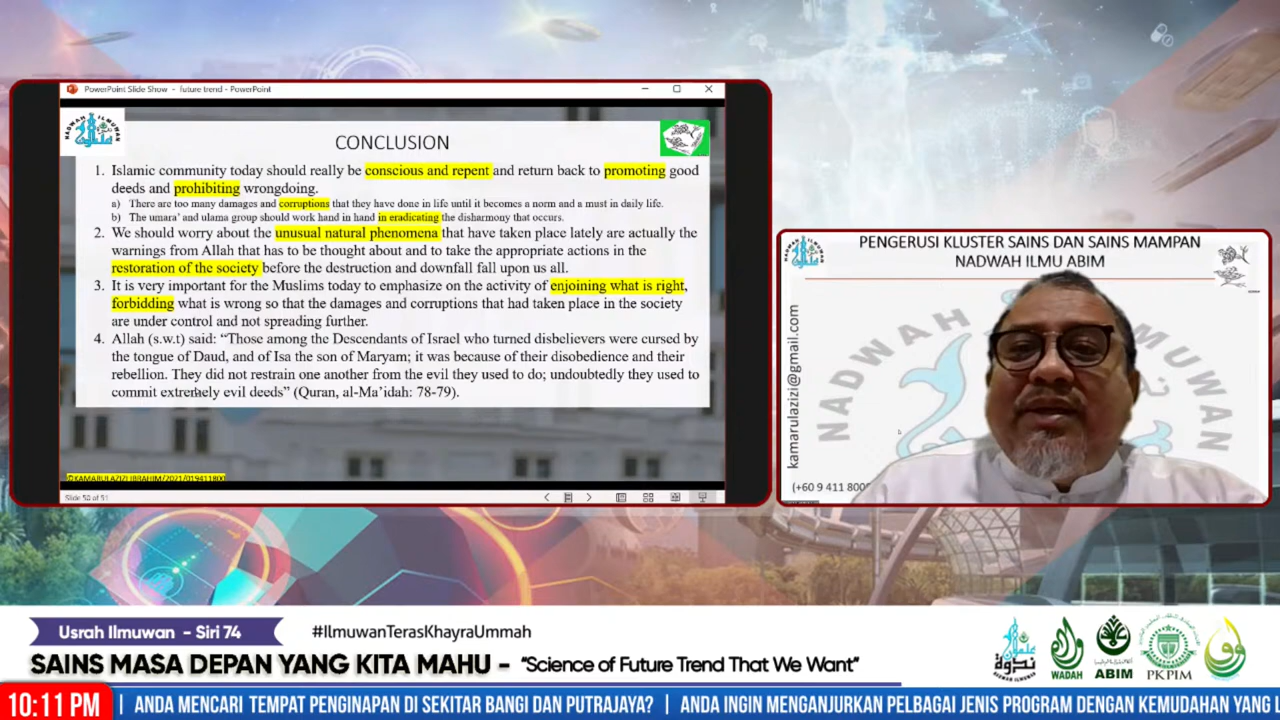 PowerPoint Slide Show - future trend - PowerPoint
NADWAH ILMUWAN
CONCLUSION
1. Islamic community today should really be conscious and repent and return back to promoting good
deeds and prohibiting wrongdoing.
a) There are too many damages and corruptions that they have done in life until it becomes a norm and a must in daily life.
b) The umara' and ulama group should work hand in hand in eradicating the disharmony that occurs.
2. We should worry about the unusual natural phenomena that have taken place lately are actually the
warnings from Allah that has to be thought about and to take the appropriate actions in the
restoration of the society before the destruction and downfall fall upon us all.
3. It is very important for the Muslims today to emphasize on the activity of enjoining what is right,
forbidding what is wrong so that the damages and corruptions that had taken place in the society
are under control and not spreading further.
4. Allah (s.w.t) said: “Those among the Descendants of Israel who turned disbelievers were cursed by
the tongue of Daud, and of Isa the son of Maryam; it was because of their disobedience and their
rebellion. They did not restrain one another from the evil they used to do; undoubtedly they used to
commit extremely evil deeds” (Quran, al-Ma’idah: 78-79).
©KAMARULAZIZI IBRAHIM/2021/0194118
Slide 50 of 51
PENGERUSI KLUSTER SAINS DAN SAINS MAMPAN
NADWAH ILMU ABIM
kamarulazizi@gmail.com
NADWAH ILMUWAN
(+60 9 411 800
Usrah Ilmuwan - Siri 74
#IlmuwanTerasKhayraUmmah
SAINS MASA DEPAN YANG KITA MAHU - “Science of Future Trend That We Want”
WADAH
ABIM
PKPIM
10:11 PM | ANDA MENCARI TEMPAT PENGINAPAN DI SEKITAR BANGI DAN PUTRAJAYA? | ANDA INGIN MENGANJURKAN PELBAGAI JENIS PROGRAM DENGAN KEMUDAHAN YANG